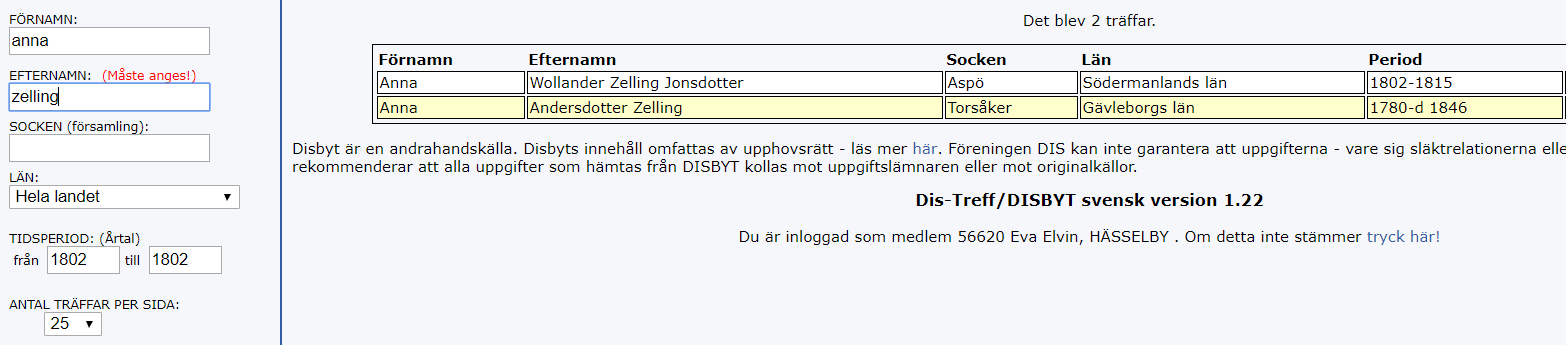 FÖRNAMN:
anna
EFTERNAMN: (Måste anges!)
zelling
SOCKEN (församling):
LÄN:
Hela landet
TIDSPERIOD: (Årtal)
från 1802 till 1802
ANTAL TRÄFFAR PER SIDA:
25
Det blev 2 träffar.
Förnamn Efternamn Socken Län Period
Anna Wollander Zelling Jonsdotter Aspö Södermanlands län 1802-1815
Anna Andersdotter Zelling Torsåker Gävleborgs län 1780-d 1846
Disbyt är en andrahandskälla. Disbyts innehåll omfattas av upphovsrätt - läs mer här. Föreningen DIS kan inte garantera att uppgifterna - vare sig släktrelationerna elle
rekommenderar att alla uppgifter som hämtas från DISBYT kollas mot uppgiftslämnaren eller mot originalkällor.
Dis-Treff/DISBYT svensk version 1.22
Du är inloggad som medlem 56620 Eva Elvin, HÄSSELBY . Om detta inte stämmer tryck här!